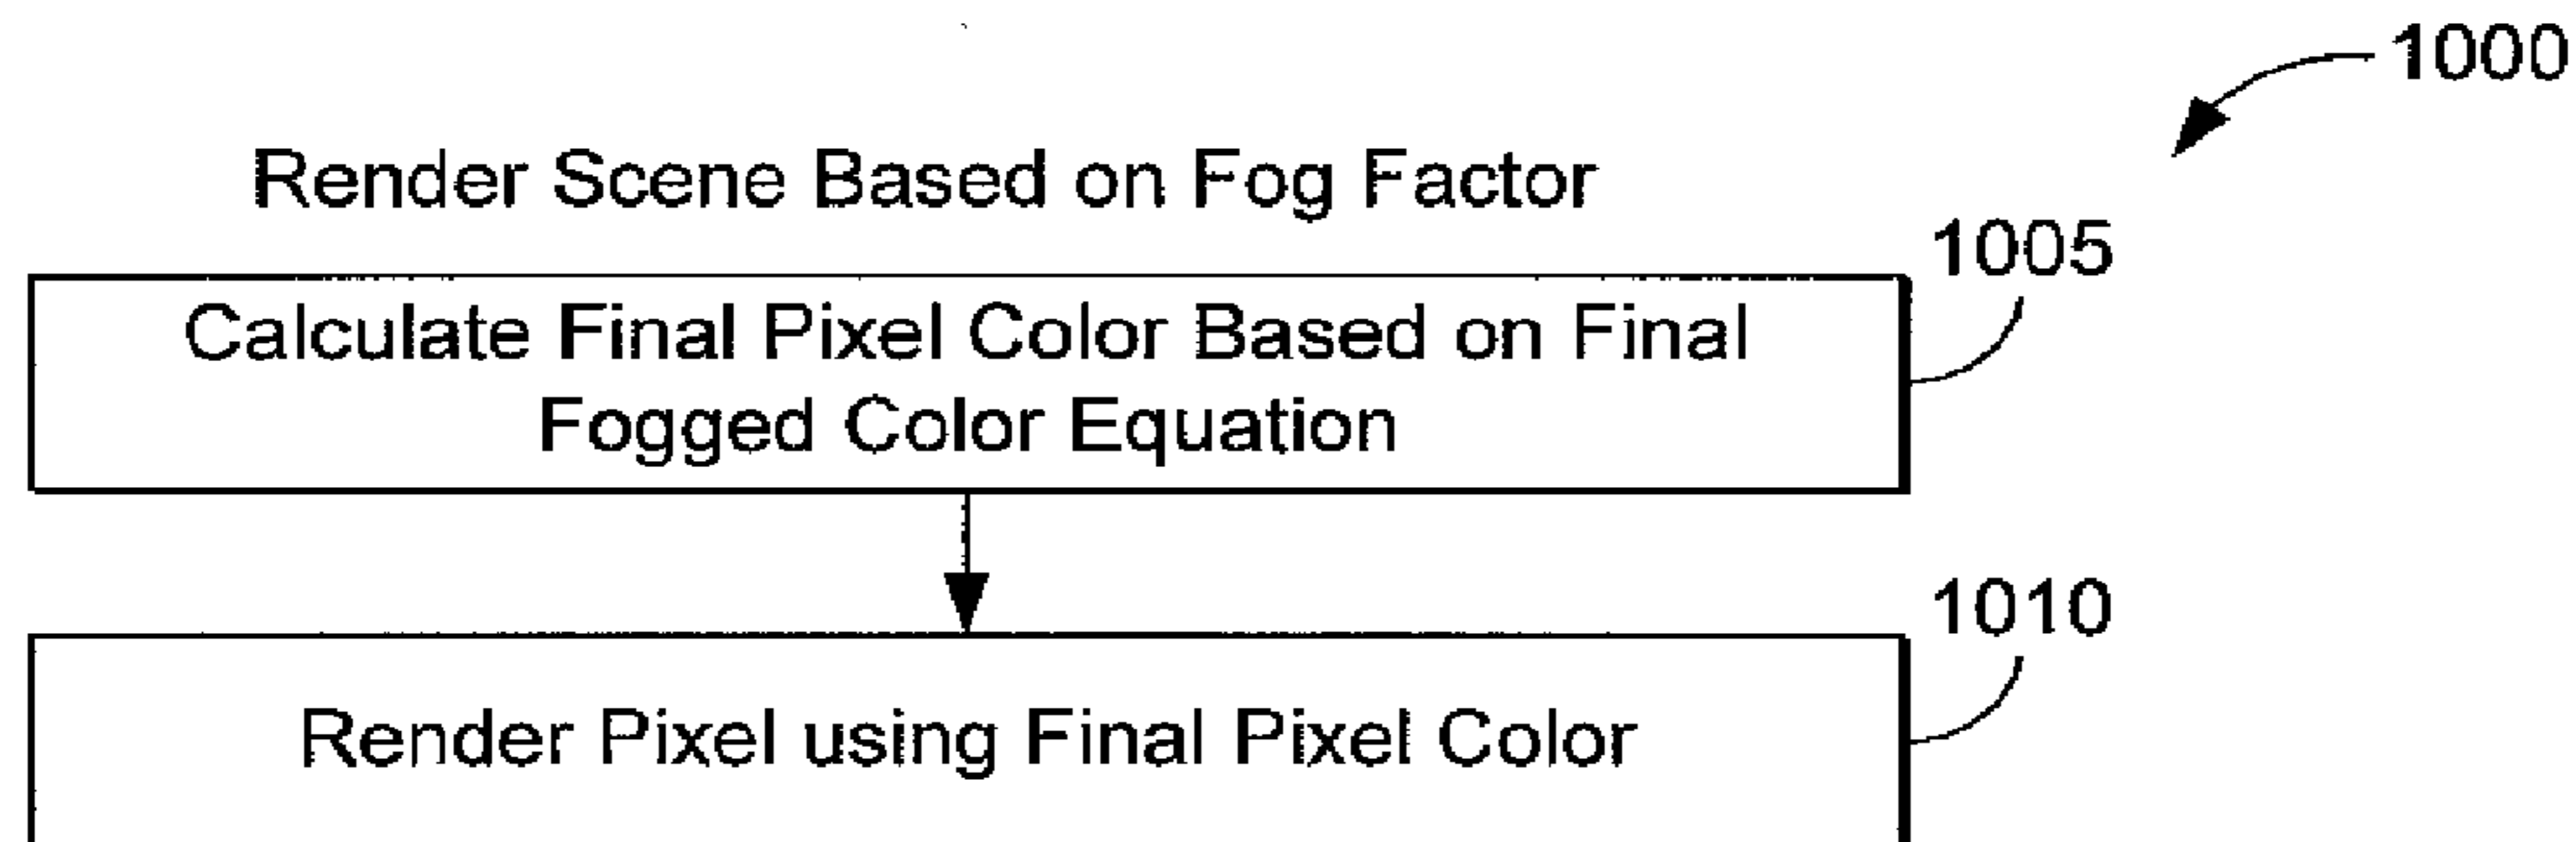 1000
Render Scene Based on Fog Factor
1005
Calculate Final Pixel Color Based on Final
Fogged Color Equation
1010
Render Pixel using Final Pixel Color